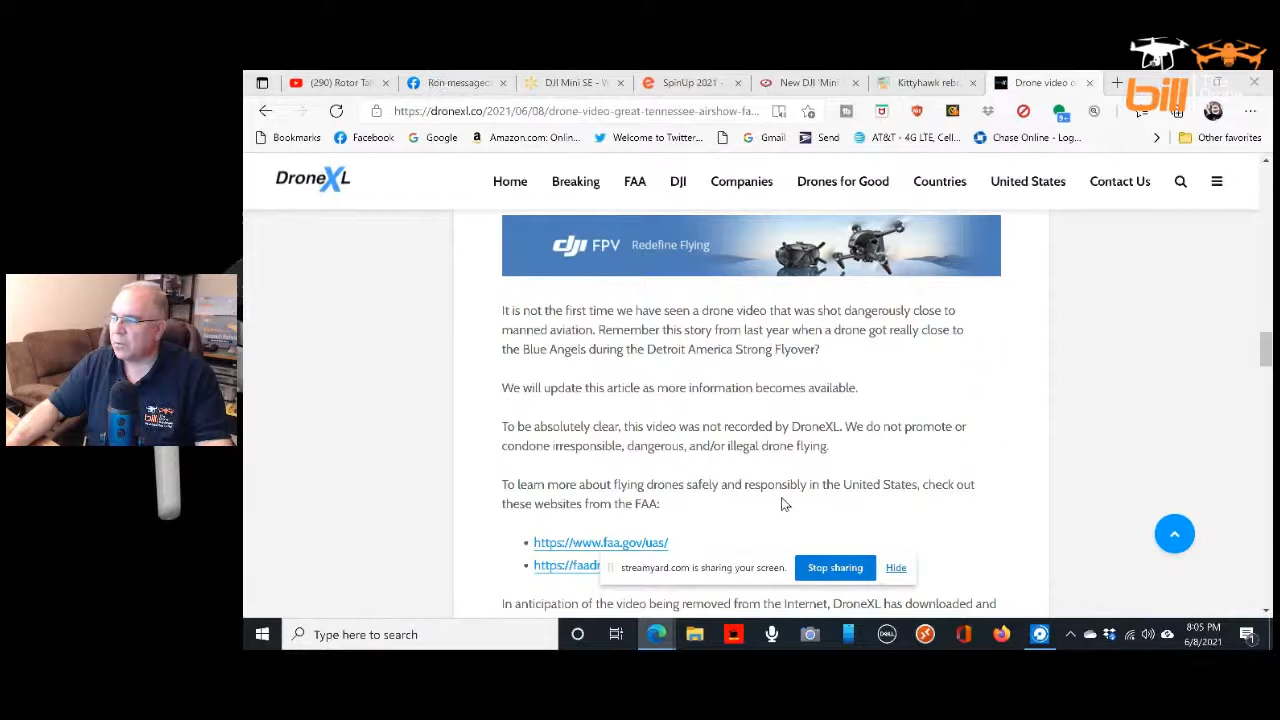 bill
(290) Rotor Tal
Ron messaged
DJI Mini SE - W
SpinUp 2021 -
New DJI 'Mini
Kittyhawk reb
Drone video o
https://dronexl.co/2021/06/08/drone-video-great-tennessee-airshow-fa...
Bookmarks
Facebook
Google
Amazon.com: Onlin...
Welcome to Twitter...
Gmail
Send
AT&T - 4G LTE, Cell...
Chase Online - Log...
Other favorites
DroneXL
Home
Breaking
FAA
DJI
Companies
Drones for Good
Countries
United States
Contact Us
dji FPV Redefine Flying
It is not the first time we have seen a drone video that was shot dangerously close to
manned aviation. Remember this story from last year when a drone got really close to
the Blue Angels during the Detroit America Strong Flyover?
We will update this article as more information becomes available.
To be absolutely clear, this video was not recorded by DroneXL. We do not promote or
condone irresponsible, dangerous, and/or illegal drone flying.
To learn more about flying drones safely and responsibly in the United States, check out
these websites from the FAA:
https://www.faa.gov/uas/
https://faadr
streamyard.com is sharing your screen.
Stop sharing
Hide
In anticipation of the video being removed from the Internet, DroneXL has downloaded and
Type here to search
DELL
8:05 PM
6/8/2021